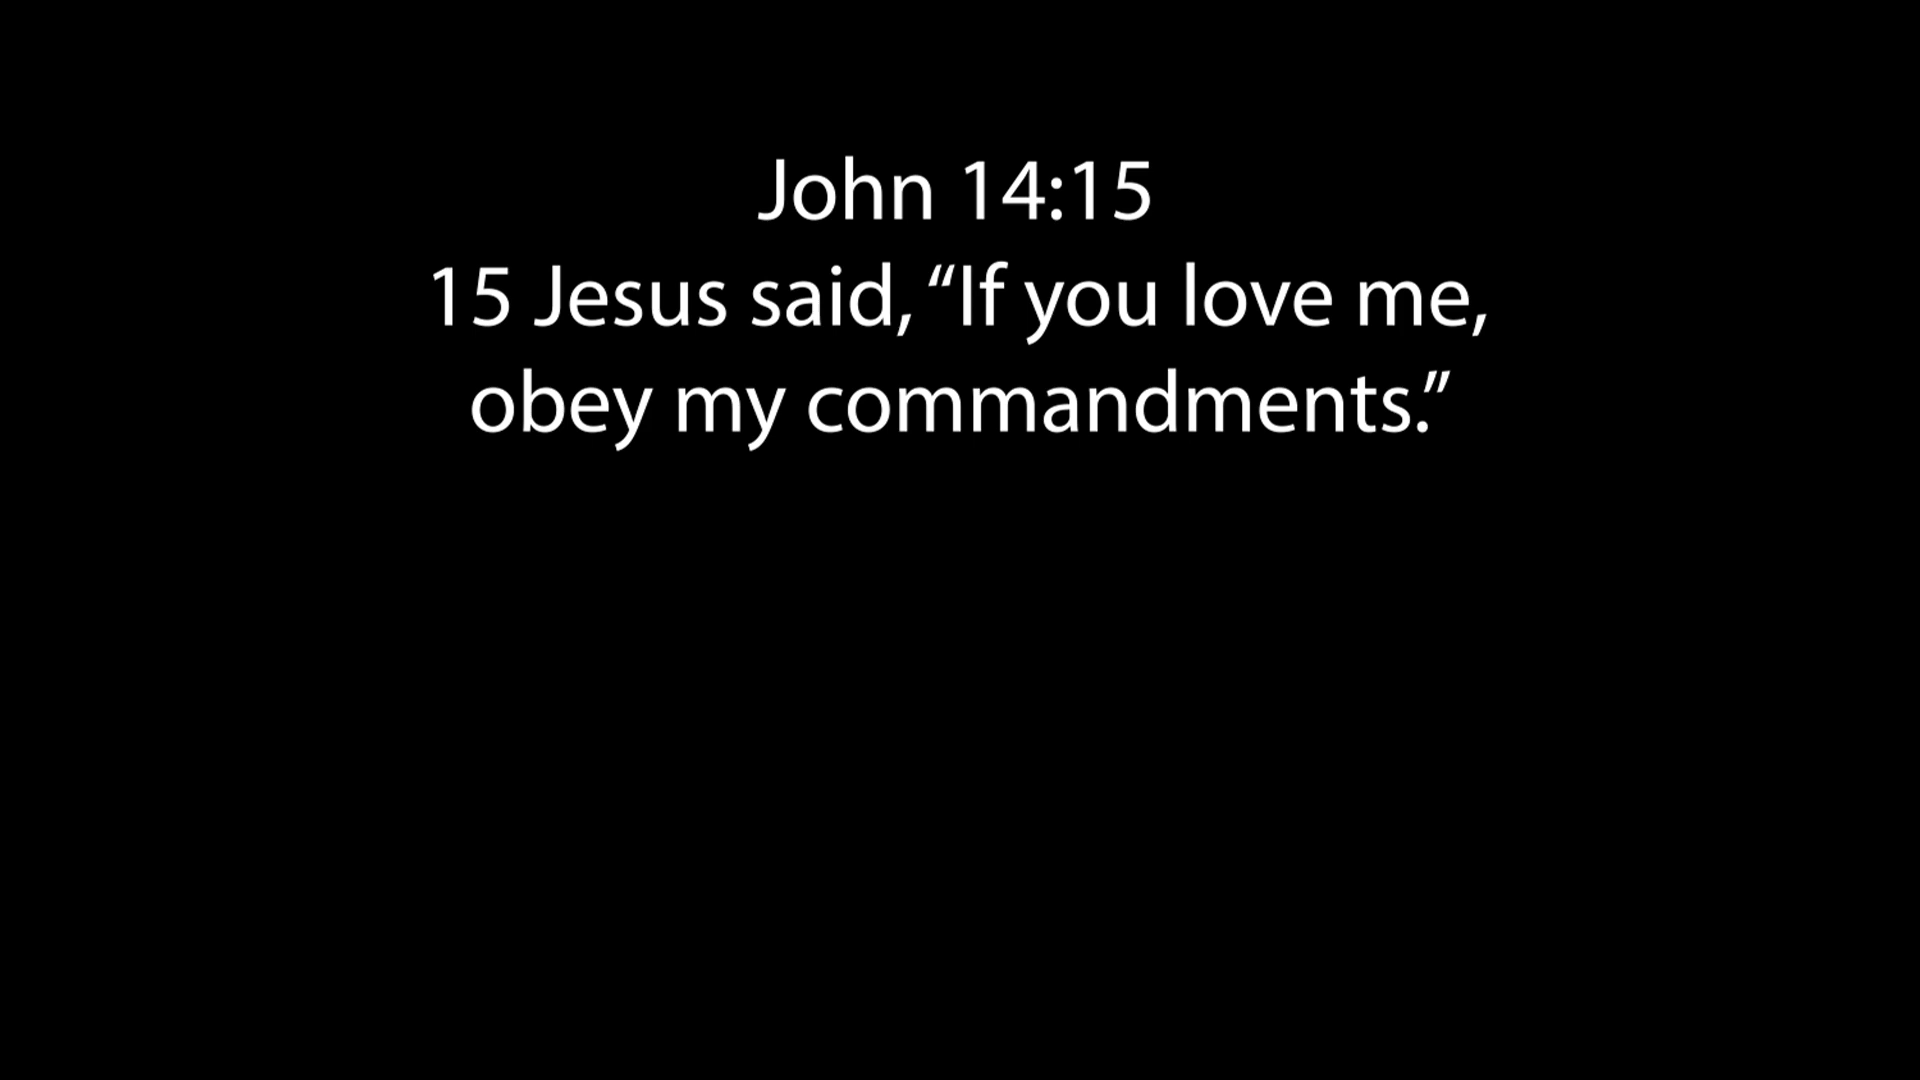 John 14:15
15 Jesus said, “If you love me,
obey my commandments.”